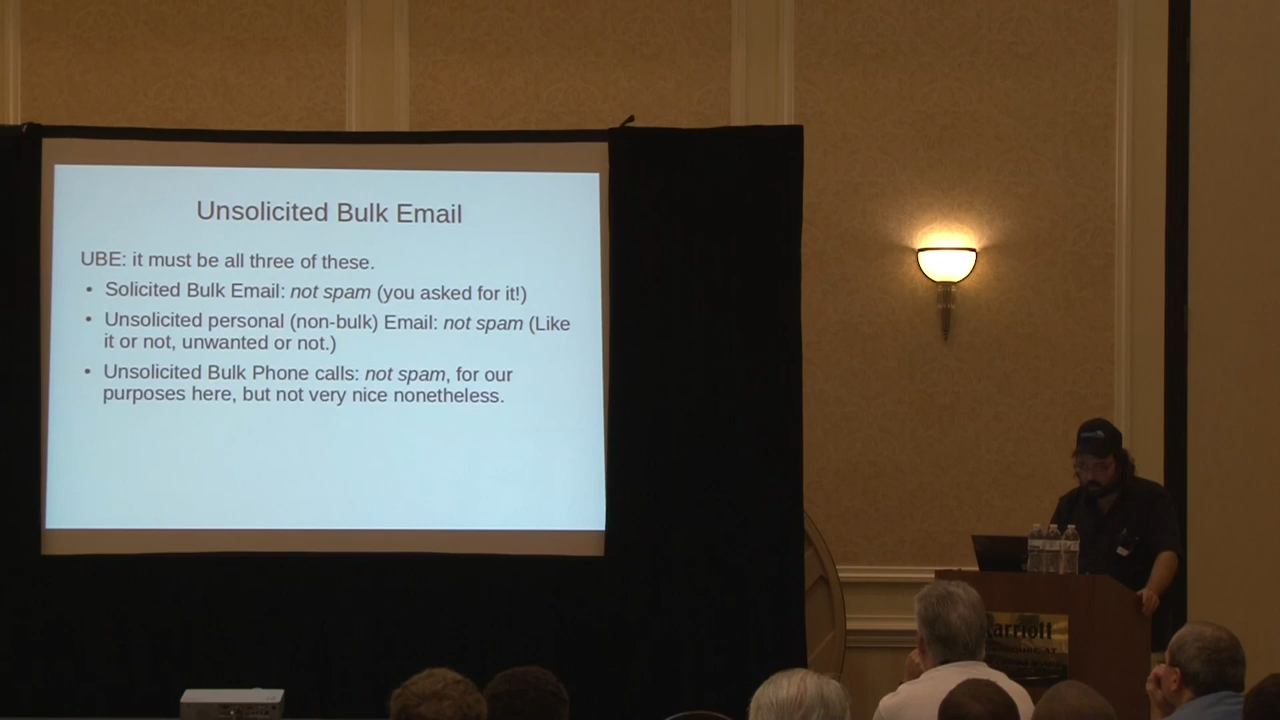 Unsolicited Bulk Email
UBE: it must be all three of these.
• Solicited Bulk Email: not spam (you asked for it!)
• Unsolicited personal (non-bulk) Email: not spam (Like
it or not, unwanted or not.)
• Unsolicited Bulk Phone calls: not spam, for our
purposes here, but not very nice nonetheless.
arriott